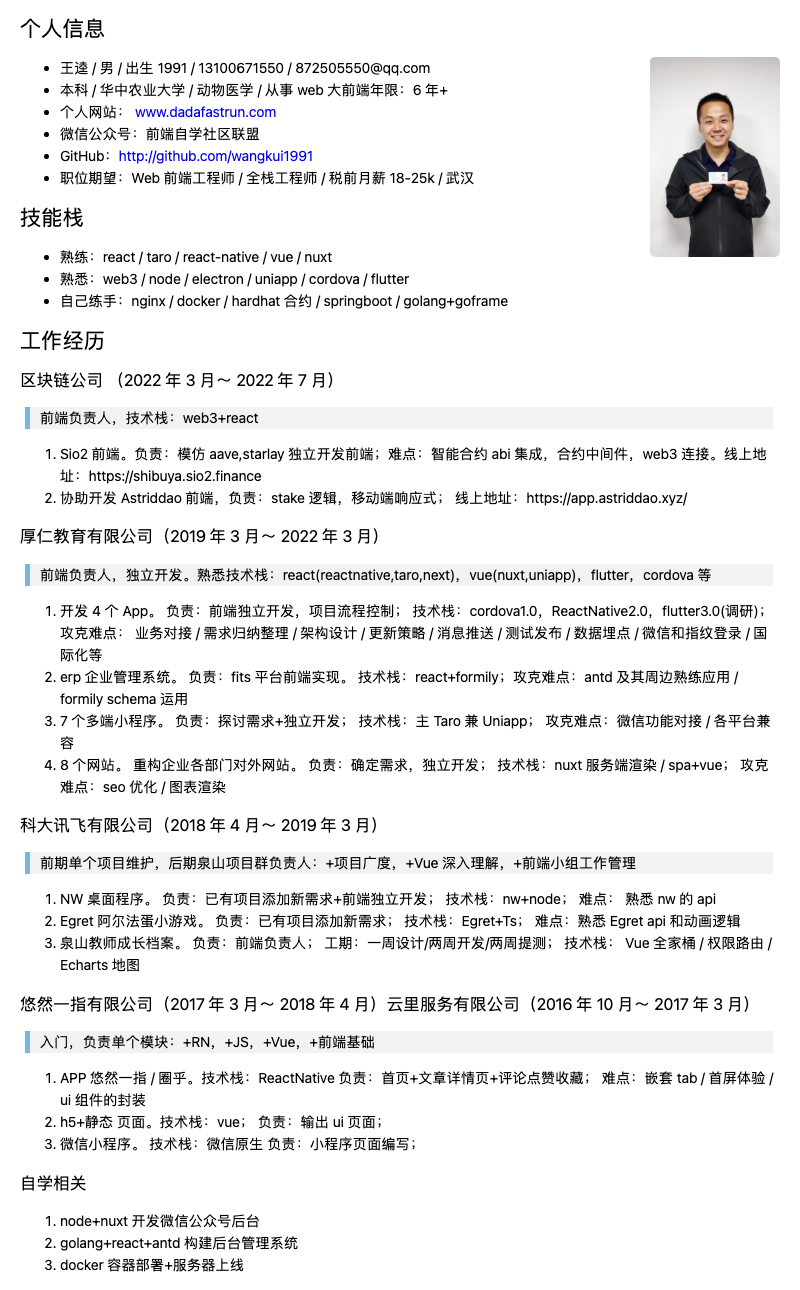 个人信息
王逵 / 男 / 出生 1991 / 13100671550 / 872505550@qq.com
本科 / 华中农业大学 / 动物医学 / 从事 web 大前端年限：6 年+
个人网站： www.dadafastrun.com
微信公众号：前端自学社区联盟
GitHub：http://github.com/wangkui1991
职位期望：Web 前端工程师 / 全栈工程师 / 税前月薪 18-25k / 武汉
技能栈
熟练：react / taro / react-native / vue / nuxt
熟悉：web3 / node / electron / uniapp / cordova / flutter
自己练手：nginx / docker / hardhat 合约 / springboot / golang+goframe
工作经历
区块链公司 （2022 年 3 月～ 2022 年 7 月）
前端负责人，技术栈：web3+react
1. Sio2 前端。负责：模仿 aave,starlay 独立开发前端；难点：智能合约 abi 集成，合约中间件，web3 连接。线上地
址：https://shibuya.sio2.finance
2. 协助开发 Astriddao 前端，负责：stake 逻辑，移动端响应式； 线上地址：https://app.astriddao.xyz/
厚仁教育有限公司（2019 年 3 月～ 2022 年 3 月）
前端负责人，独立开发。熟悉技术栈：react(reactnative,taro,next)，vue(nuxt,uniapp)，flutter，cordova 等
1. 开发 4 个 App。 负责：前端独立开发，项目流程控制； 技术栈：cordova1.0，ReactNative2.0，flutter3.0(调研)；
攻克难点： 业务对接 / 需求归纳整理 / 架构设计 / 更新策略 / 消息推送 / 测试发布 / 数据埋点 / 微信和指纹登录 / 国
际化等
2. erp 企业管理系统。 负责：fits 平台前端实现。 技术栈：react+formily；攻克难点：antd 及其周边熟练应用 /
formily schema 运用
3. 7 个多端小程序。 负责：探讨需求+独立开发； 技术栈：主 Taro 兼 Uniapp； 攻克难点：微信功能对接 / 各平台兼
容
4. 8 个网站。 重构企业各部门对外网站。 负责：确定需求，独立开发； 技术栈：nuxt 服务端渲染 / spa+vue； 攻克
难点：seo 优化 / 图表渲染
科大讯飞有限公司（2018 年 4 月～ 2019 年 3 月）
前期单个项目维护，后期泉山项目群负责人：+项目广度，+Vue 深入理解，+前端小组工作管理
1. NW 桌面程序。 负责：已有项目添加新需求+前端独立开发； 技术栈：nw+node； 难点： 熟悉 nw 的 api
2. Egret 阿尔法蛋小游戏。 负责：已有项目添加新需求； 技术栈：Egret+Ts； 难点：熟悉 Egret api 和动画逻辑
3. 泉山教师成长档案。 负责：前端负责人； 工期：一周设计/两周开发/两周提测； 技术栈： Vue 全家桶 / 权限路由 /
Echarts 地图
悠然一指有限公司（2017 年 3 月～ 2018 年 4 月）云里服务有限公司（2016 年 10 月～ 2017 年 3 月）
入门，负责单个模块：+RN，+JS，+Vue，+前端基础
1. APP 悠然一指 / 圈乎。技术栈：ReactNative 负责：首页+文章详情页+评论点赞收藏； 难点：嵌套 tab / 首屏体验 /
ui 组件的封装
2. h5+静态 页面。技术栈：vue； 负责：输出 ui 页面；
3. 微信小程序。 技术栈：微信原生 负责：小程序页面编写；
自学相关
1. node+nuxt 开发微信公众号后台
2. golang+react+antd 构建后台管理系统
3. docker 容器部署+服务器上线